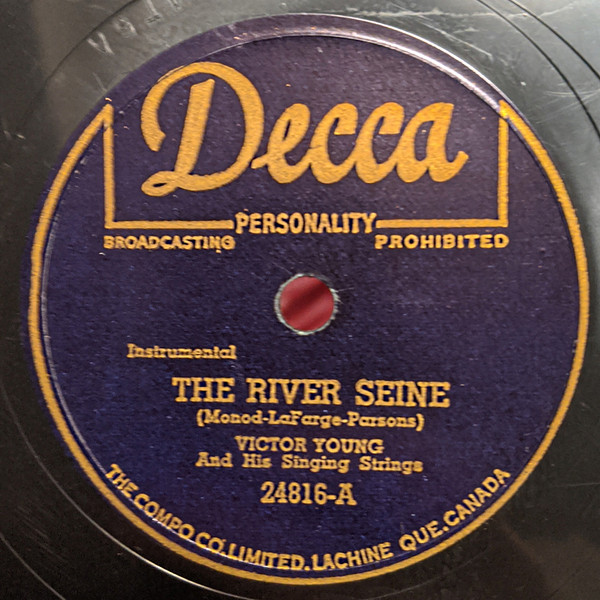 Decca
PERSONALITY
BROADCASTING PROHIBITED
Instrumental
THE RIVER SEINE
(Monod-LaFarge-Parsons)
VICTOR YOUNG
And His Singing Strings
24816-A
THE COMPO CO. LIMITED. LACHINE QUE. CANADA